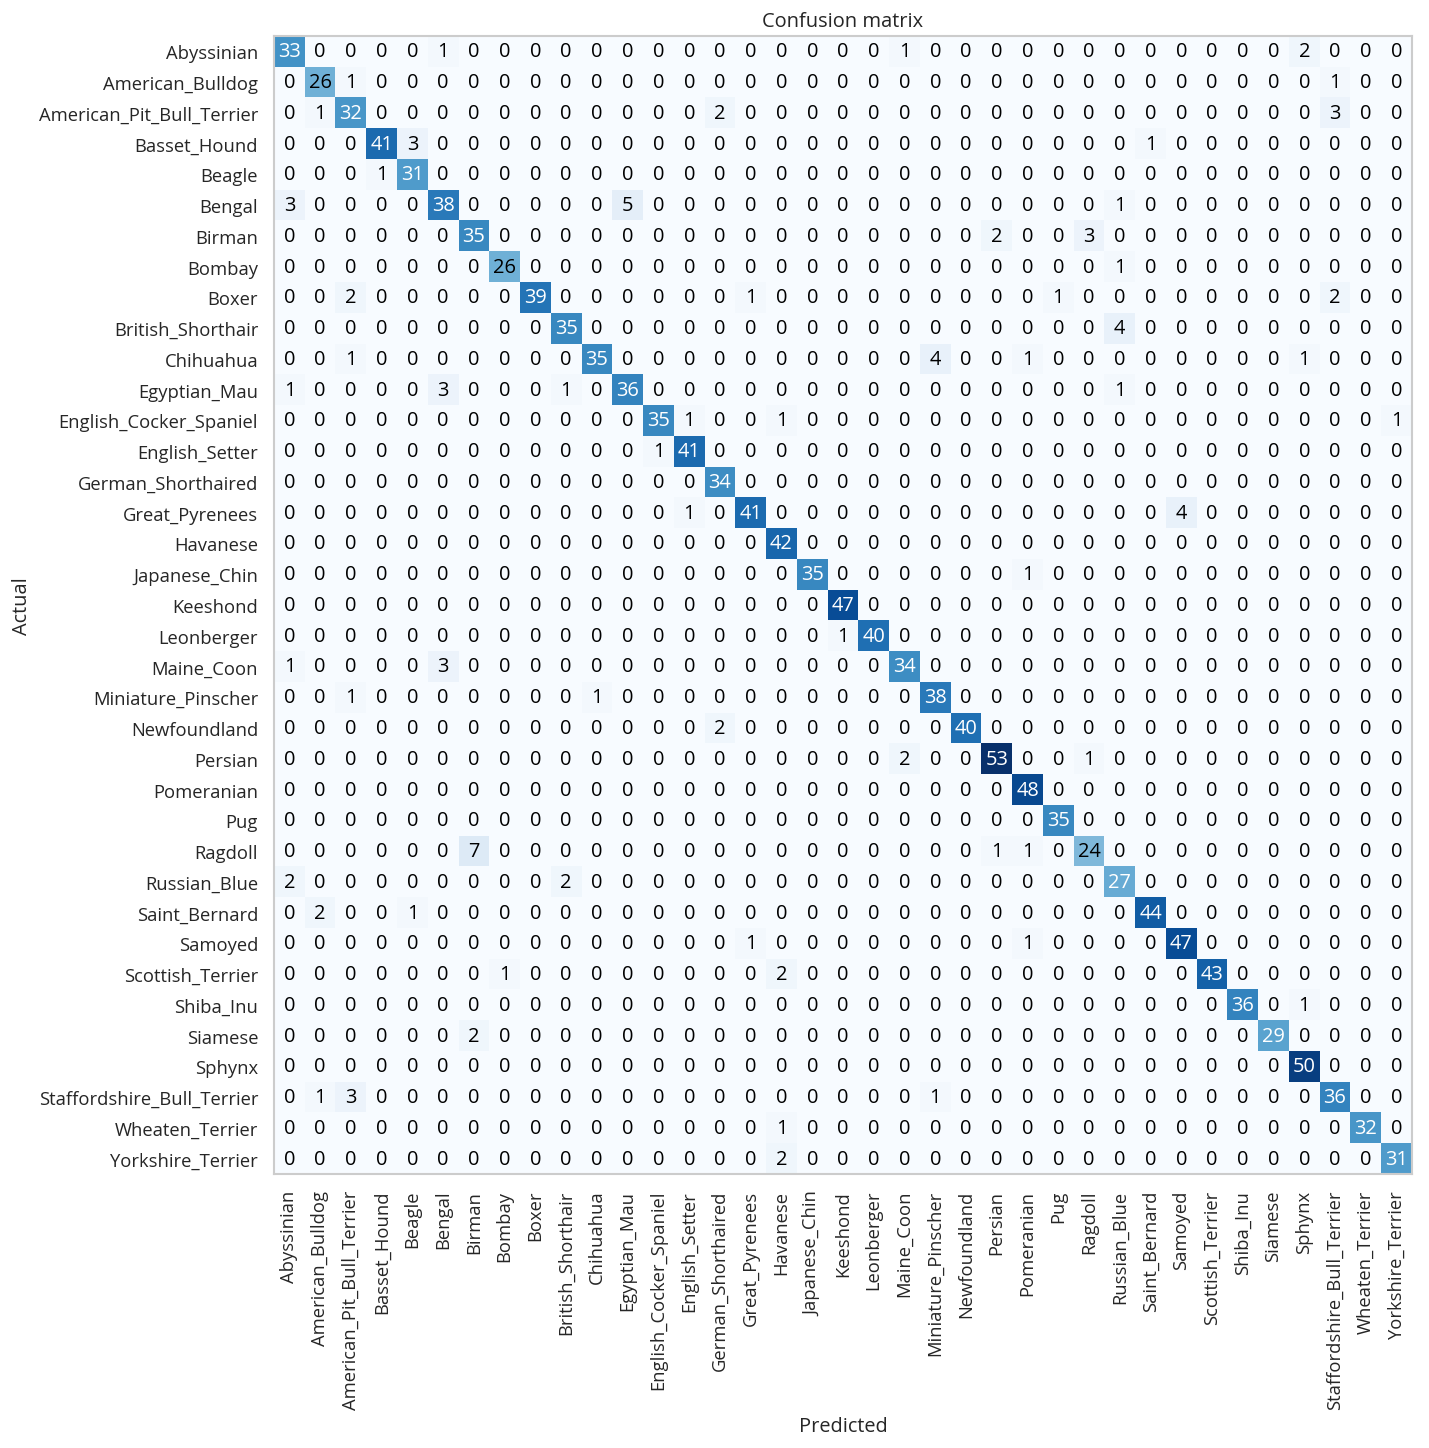 Confusion matrix
Abyssinian 33 0 0 0 0 1 0 0 0 0 0 0 0 0 0 0 0 0 0 0 1 0 0 0 0 0 0 0 0 0 0 0 0 2 0 0 0
American_Bulldog 0 26 1 0 0 0 0 0 0 0 0 0 0 0 0 0 0 0 0 0 0 0 0 0 0 0 0 0 0 0 0 0 0 0 1 0 0
American_Pit_Bull_Terrier 0 1 32 0 0 0 0 0 0 0 0 0 0 0 2 0 0 0 0 0 0 0 0 0 0 0 0 0 0 0 0 0 0 0 3 0 0
Basset_Hound 0 0 0 41 3 0 0 0 0 0 0 0 0 0 0 0 0 0 0 0 0 0 0 0 0 0 0 0 1 0 0 0 0 0 0 0 0
Beagle 0 0 0 1 31 0 0 0 0 0 0 0 0 0 0 0 0 0 0 0 0 0 0 0 0 0 0 0 0 0 0 0 0 0 0 0 0
Bengal 3 0 0 0 0 38 0 0 0 0 0 5 0 0 0 0 0 0 0 0 0 0 0 0 0 0 0 1 0 0 0 0 0 0 0 0 0
Birman 0 0 0 0 0 0 35 0 0 0 0 0 0 0 0 0 0 0 0 0 0 0 0 2 0 0 3 0 0 0 0 0 0 0 0 0 0
Bombay 0 0 0 0 0 0 0 26 0 0 0 0 0 0 0 0 0 0 0 0 0 0 0 0 0 0 0 1 0 0 0 0 0 0 0 0 0
Boxer 0 0 2 0 0 0 0 0 39 0 0 0 0 0 0 1 0 0 0 0 0 0 0 0 0 1 0 0 0 0 0 0 0 0 2 0 0
British_Shorthair 0 0 0 0 0 0 0 0 0 35 0 0 0 0 0 0 0 0 0 0 0 0 0 0 0 0 0 4 0 0 0 0 0 0 0 0 0
Chihuahua 0 0 1 0 0 0 0 0 0 0 35 0 0 0 0 0 0 0 0 0 0 4 0 0 1 0 0 0 0 0 0 0 0 1 0 0 0
Egyptian_Mau 1 0 0 0 0 3 0 0 0 1 0 36 0 0 0 0 0 0 0 0 0 0 0 0 0 0 0 1 0 0 0 0 0 0 0 0 0
English_Cocker_Spaniel 0 0 0 0 0 0 0 0 0 0 0 0 35 1 0 0 1 0 0 0 0 0 0 0 0 0 0 0 0 0 0 0 0 0 0 0 1
English_Setter 0 0 0 0 0 0 0 0 0 0 0 0 1 41 0 0 0 0 0 0 0 0 0 0 0 0 0 0 0 0 0 0 0 0 0 0 0
German_Shorthaired 0 0 0 0 0 0 0 0 0 0 0 0 0 0 34 0 0 0 0 0 0 0 0 0 0 0 0 0 0 0 0 0 0 0 0 0 0
Great_Pyrenees 0 0 0 0 0 0 0 0 0 0 0 0 0 1 0 41 0 0 0 0 0 0 0 0 0 0 0 0 0 4 0 0 0 0 0 0 0
Havanese 0 0 0 0 0 0 0 0 0 0 0 0 0 0 0 0 42 0 0 0 0 0 0 0 0 0 0 0 0 0 0 0 0 0 0 0 0
Japanese_Chin 0 0 0 0 0 0 0 0 0 0 0 0 0 0 0 0 0 35 0 0 0 0 0 0 1 0 0 0 0 0 0 0 0 0 0 0 0
Keeshond 0 0 0 0 0 0 0 0 0 0 0 0 0 0 0 0 0 0 47 0 0 0 0 0 0 0 0 0 0 0 0 0 0 0 0 0 0
Leonberger 0 0 0 0 0 0 0 0 0 0 0 0 0 0 0 0 0 0 1 40 0 0 0 0 0 0 0 0 0 0 0 0 0 0 0 0 0
Maine_Coon 1 0 0 0 0 3 0 0 0 0 0 0 0 0 0 0 0 0 0 0 34 0 0 0 0 0 0 0 0 0 0 0 0 0 0 0 0
Miniature_Pinscher 0 0 1 0 0 0 0 0 0 0 1 0 0 0 0 0 0 0 0 0 0 38 0 0 0 0 0 0 0 0 0 0 0 0 0 0 0
Newfoundland 0 0 0 0 0 0 0 0 0 0 0 0 0 0 2 0 0 0 0 0 0 0 40 0 0 0 0 0 0 0 0 0 0 0 0 0 0
Persian 0 0 0 0 0 0 0 0 0 0 0 0 0 0 0 0 0 0 0 0 2 0 0 53 0 0 1 0 0 0 0 0 0 0 0 0 0
Pomeranian 0 0 0 0 0 0 0 0 0 0 0 0 0 0 0 0 0 0 0 0 0 0 0 0 48 0 0 0 0 0 0 0 0 0 0 0 0
Pug 0 0 0 0 0 0 0 0 0 0 0 0 0 0 0 0 0 0 0 0 0 0 0 0 0 35 0 0 0 0 0 0 0 0 0 0 0
Ragdoll 0 0 0 0 0 0 7 0 0 0 0 0 0 0 0 0 0 0 0 0 0 0 0 1 1 0 24 0 0 0 0 0 0 0 0 0 0
Russian_Blue 2 0 0 0 0 0 0 0 0 2 0 0 0 0 0 0 0 0 0 0 0 0 0 0 0 0 0 27 0 0 0 0 0 0 0 0 0
Saint_Bernard 0 2 0 0 1 0 0 0 0 0 0 0 0 0 0 0 0 0 0 0 0 0 0 0 0 0 0 0 44 0 0 0 0 0 0 0 0
Samoyed 0 0 0 0 0 0 0 0 0 0 0 0 0 0 0 1 0 0 0 0 0 0 0 0 1 0 0 0 0 47 0 0 0 0 0 0 0
Scottish_Terrier 0 0 0 0 0 0 0 1 0 0 0 0 0 0 0 0 2 0 0 0 0 0 0 0 0 0 0 0 0 0 43 0 0 0 0 0 0
Shiba_Inu 0 0 0 0 0 0 0 0 0 0 0 0 0 0 0 0 0 0 0 0 0 0 0 0 0 0 0 0 0 0 0 36 0 1 0 0 0
Siamese 0 0 0 0 0 0 2 0 0 0 0 0 0 0 0 0 0 0 0 0 0 0 0 0 0 0 0 0 0 0 0 0 29 0 0 0 0
Sphynx 0 0 0 0 0 0 0 0 0 0 0 0 0 0 0 0 0 0 0 0 0 0 0 0 0 0 0 0 0 0 0 0 0 50 0 0 0
Staffordshire_Bull_Terrier 0 1 3 0 0 0 0 0 0 0 0 0 0 0 0 0 0 0 0 0 0 1 0 0 0 0 0 0 0 0 0 0 0 0 36 0 0
Wheaten_Terrier 0 0 0 0 0 0 0 0 0 0 0 0 0 0 0 0 1 0 0 0 0 0 0 0 0 0 0 0 0 0 0 0 0 0 0 32 0
Yorkshire_Terrier 0 0 0 0 0 0 0 0 0 0 0 0 0 0 0 0 2 0 0 0 0 0 0 0 0 0 0 0 0 0 0 0 0 0 0 0 31
Actual
Abyssinian
American_Bulldog
American_Pit_Bull_Terrier
Basset_Hound
Beagle
Bengal
Birman
Bombay
Boxer
British_Shorthair
Chihuahua
Egyptian_Mau
English_Cocker_Spaniel
English_Setter
German_Shorthaired
Great_Pyrenees
Havanese
Japanese_Chin
Keeshond
Leonberger
Maine_Coon
Miniature_Pinscher
Newfoundland
Persian
Pomeranian
Pug
Ragdoll
Russian_Blue
Saint_Bernard
Samoyed
Scottish_Terrier
Shiba_Inu
Siamese
Sphynx
Staffordshire_Bull_Terrier
Wheaten_Terrier
Yorkshire_Terrier
Predicted